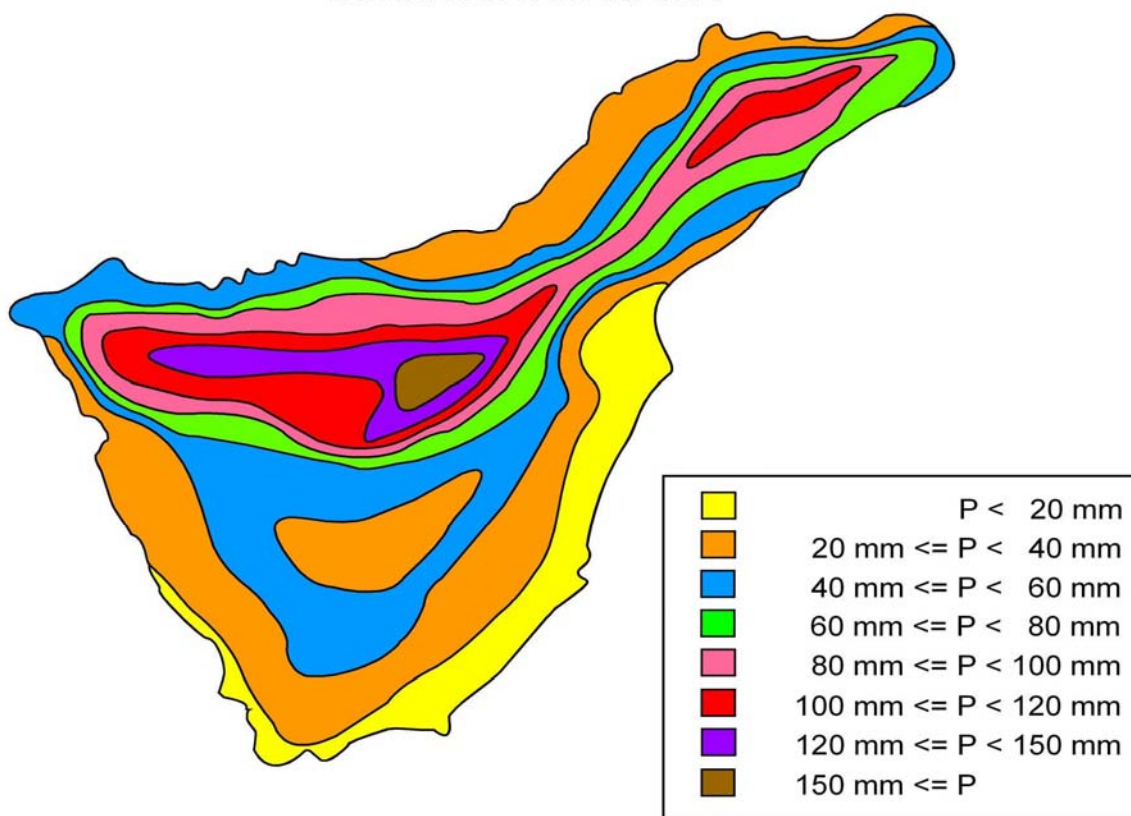 P < 20 mm
20 mm <= P < 40 mm
40 mm <= P < 60 mm
60 mm <= P < 80 mm
80 mm <= P < 100 mm
100 mm <= P < 120 mm
120 mm <= P < 150 mm
150 mm <= P